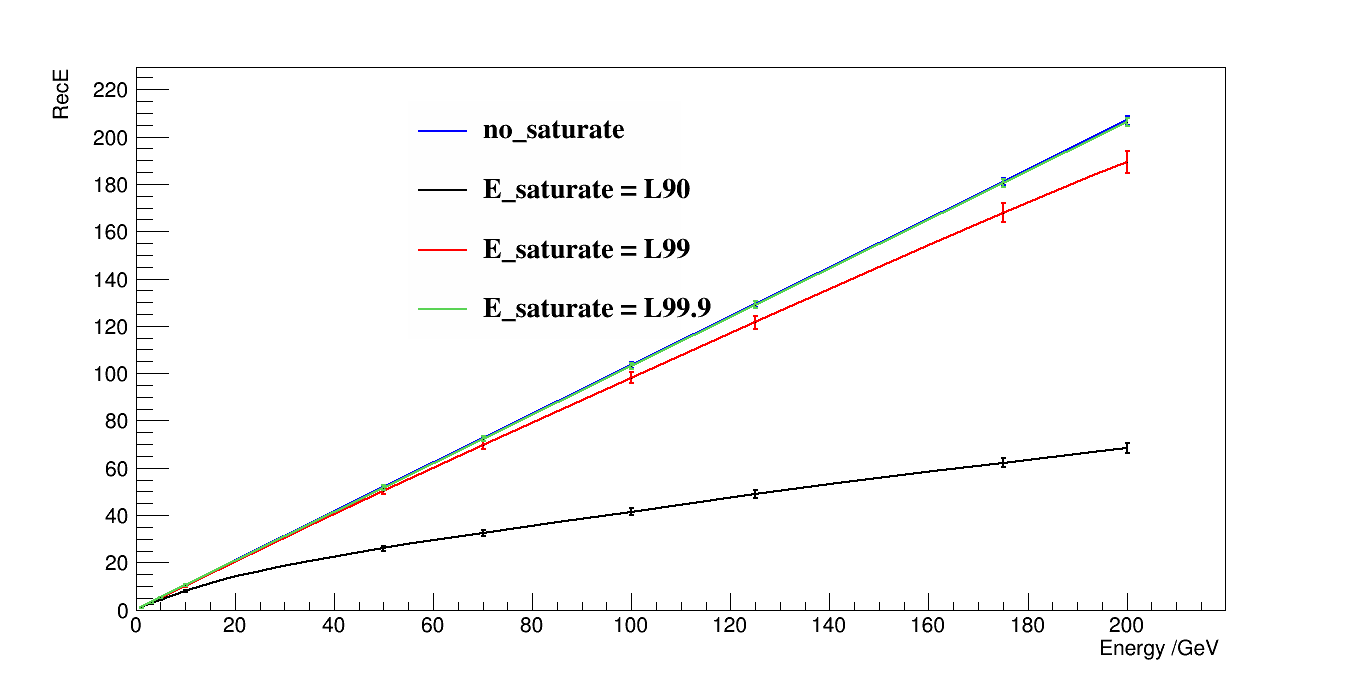 RecE
220
200
180
160
140
120
100
80
60
40
20
0
no_saturate
E_saturate = L90
E_saturate = L99
E_saturate = L99.9
0 20 40 60 80 100 120 140 160 180 200
Energy /GeV